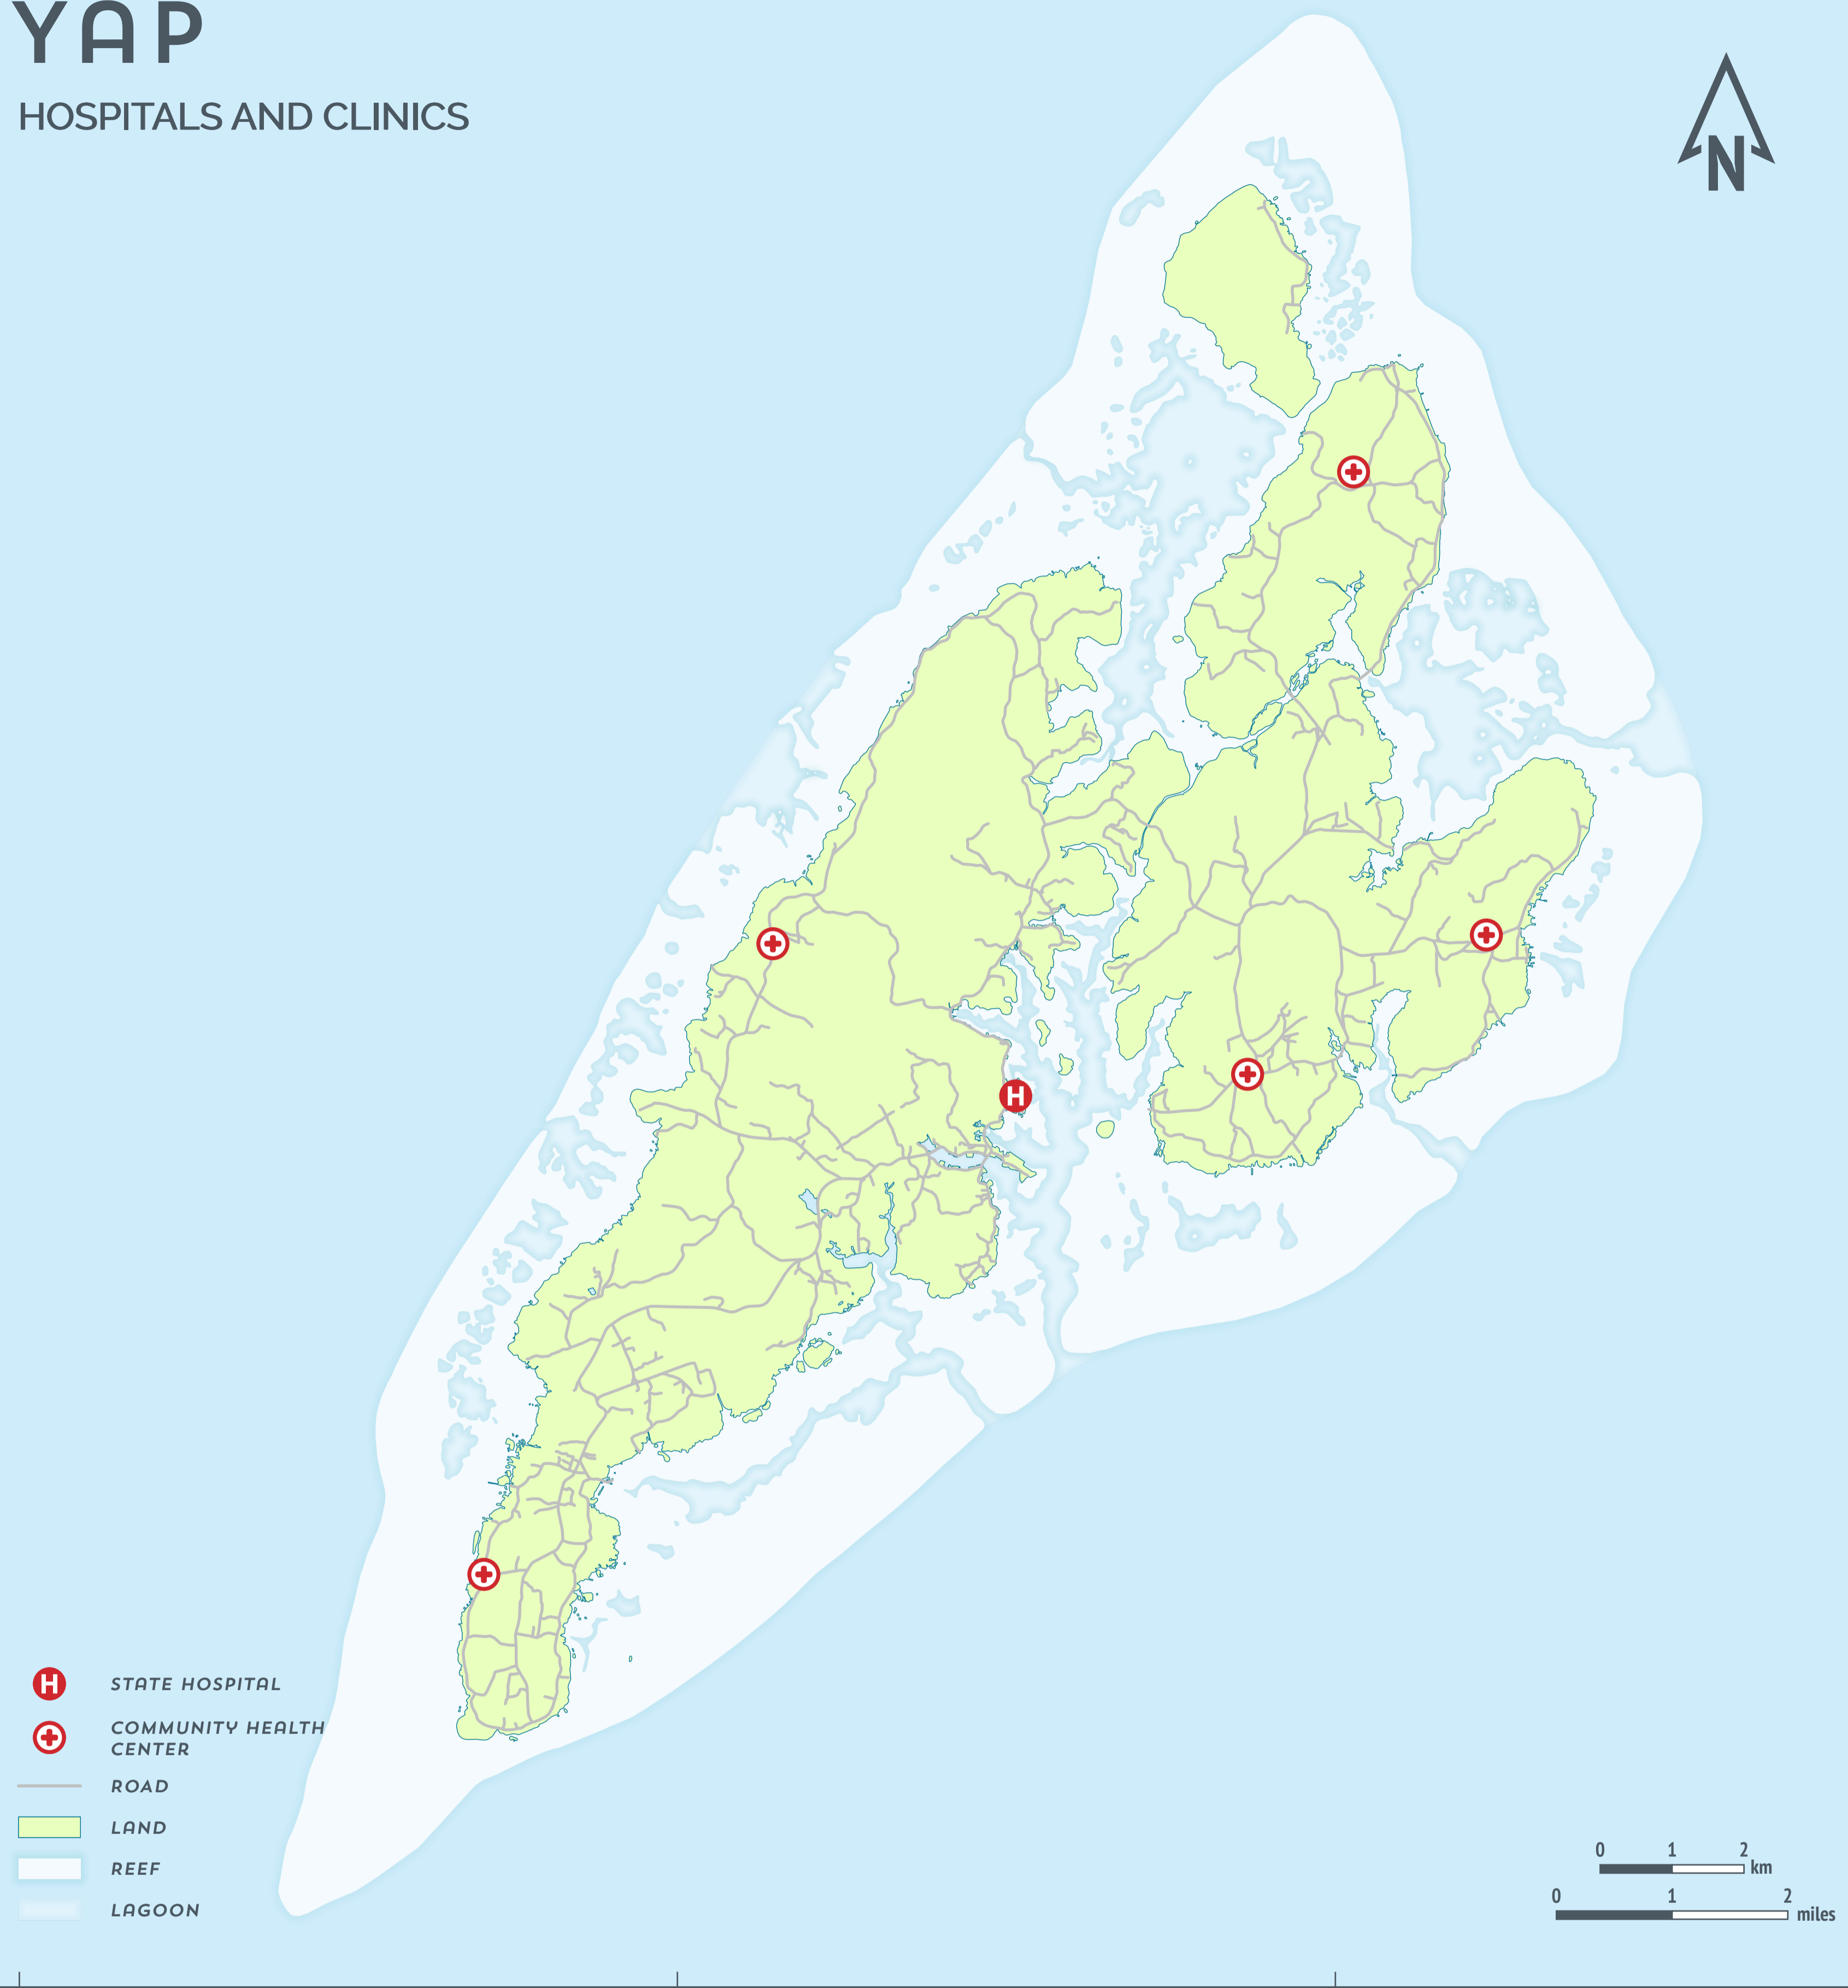 YAP
HOSPITALS AND CLINICS
N
H
H STATE HOSPITAL
COMMUNITY HEALTH
CENTER
ROAD
LAND
REEF
LAGOON
0 1 2
km
0 1 2
miles